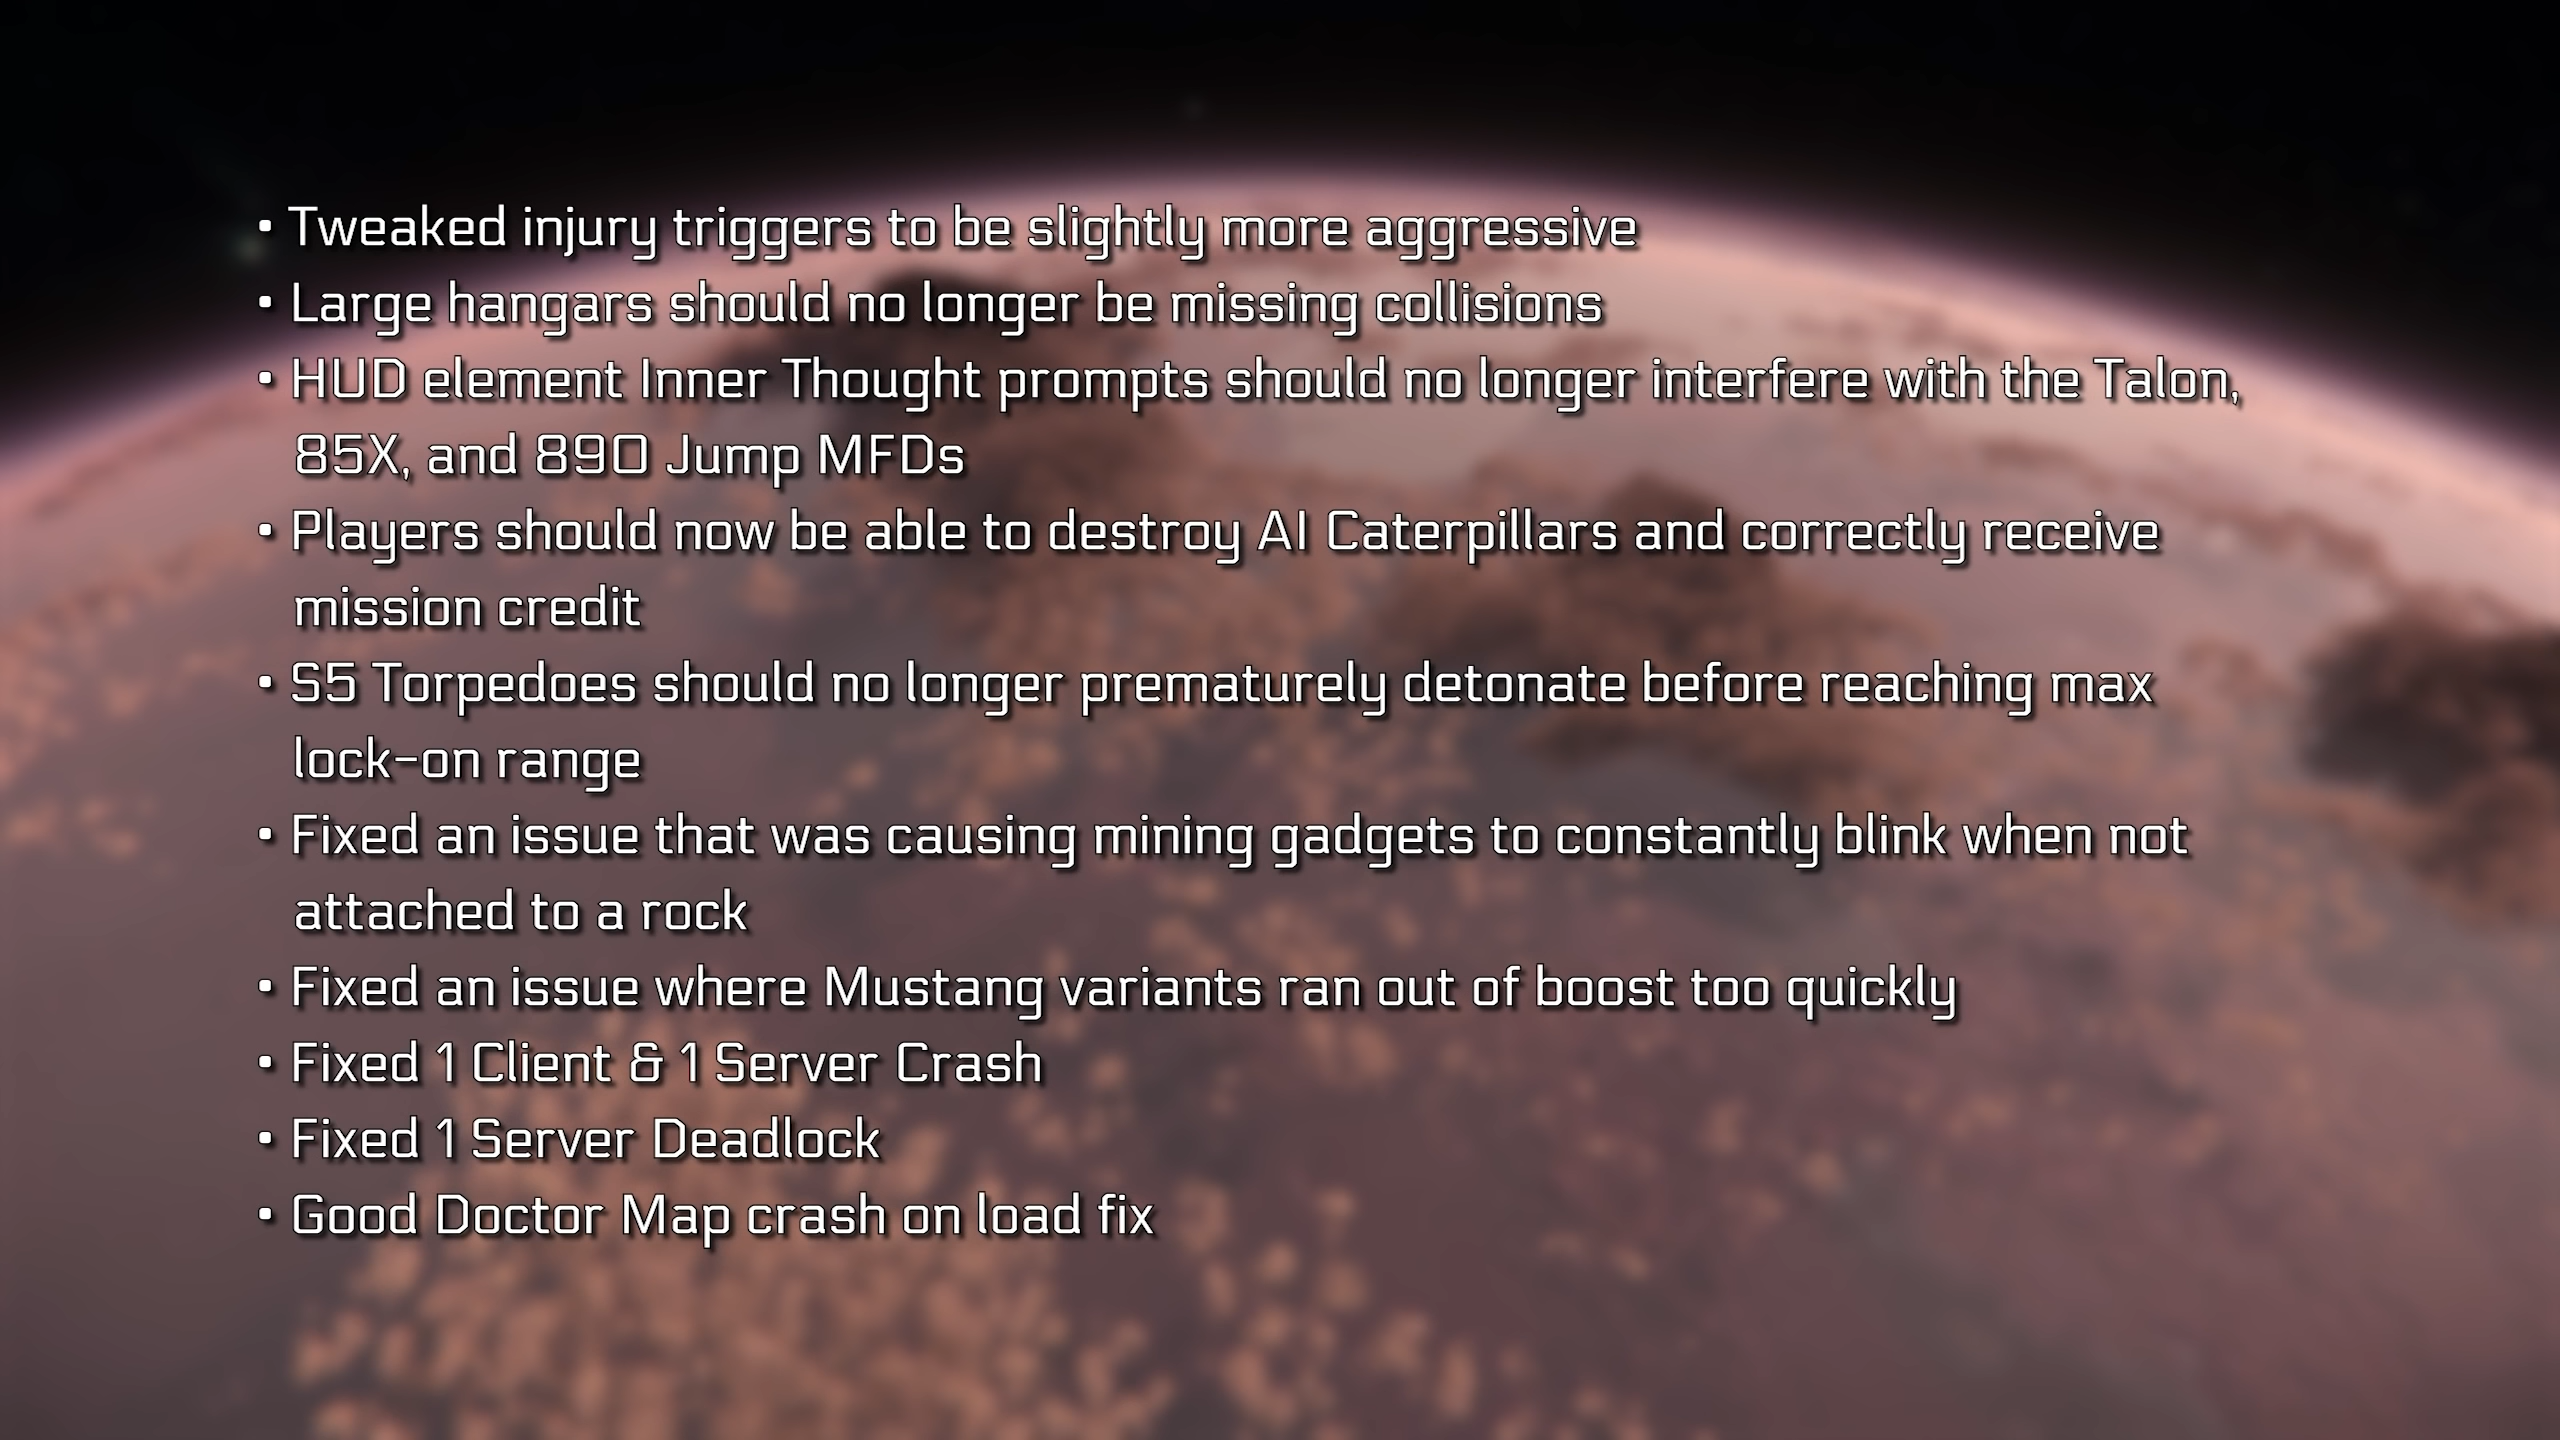 • Tweaked injury triggers to be slightly more aggressive
• Large hangars should no longer be missing collisions
• HUD element Inner Thought prompts should no longer interfere with the Talon,
85X, and 890 Jump MFDs
• Players should now be able to destroy AI Caterpillars and correctly receive
mission credit
• S5 Torpedoes should no longer prematurely detonate before reaching max
lock-on range
• Fixed an issue that was causing mining gadgets to constantly blink when not
attached to a rock
• Fixed an issue where Mustang variants ran out of boost too quickly
• Fixed 1 Client & 1 Server Crash
• Fixed 1 Server Deadlock
• Good Doctor Map crash on load fix